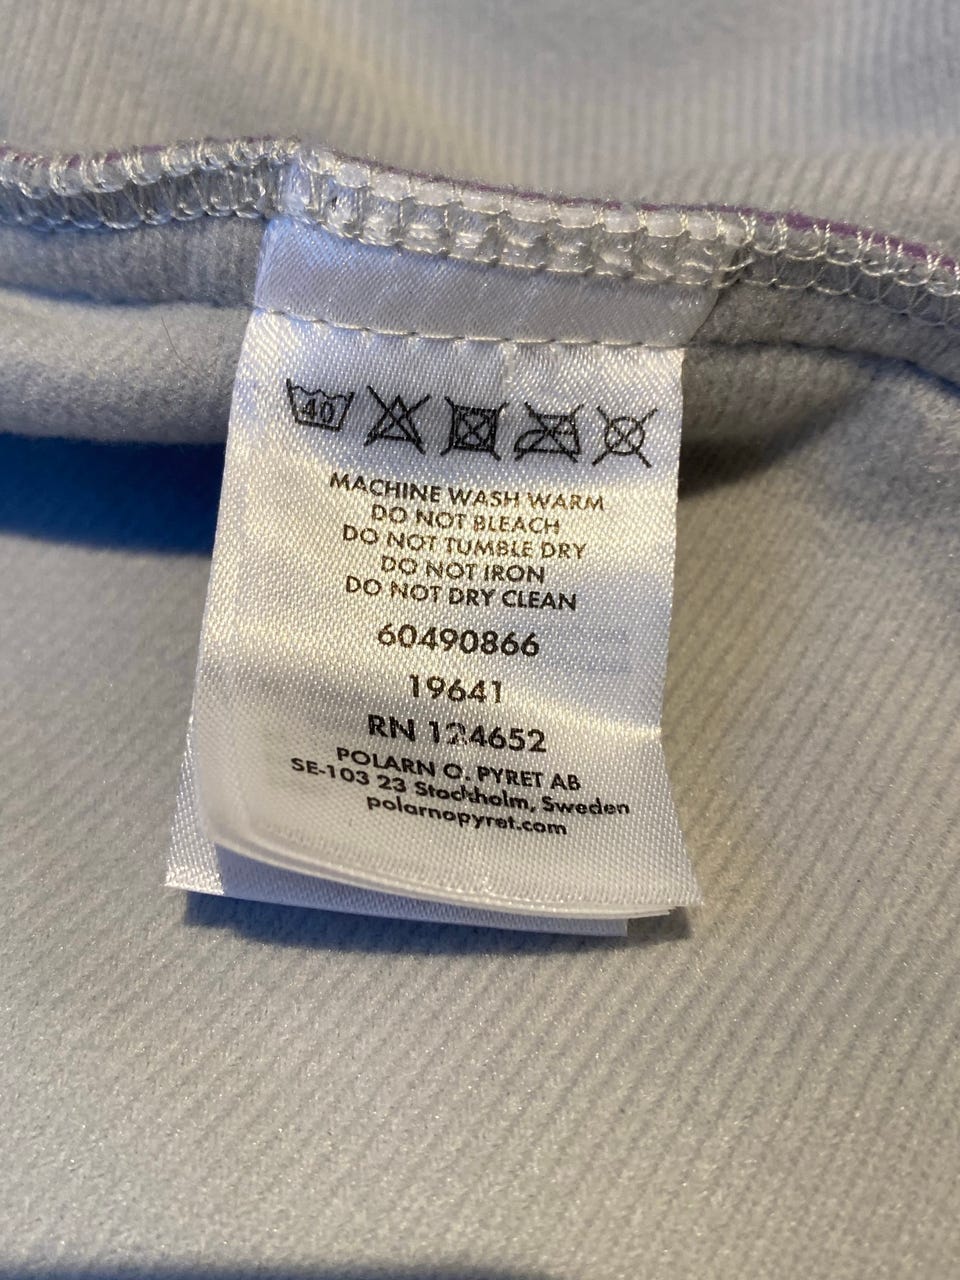 40
MACHINE WASH WARM
DO NOT BLEACH
DO NOT TUMBLE DRY
DO NOT IRON
DO NOT DRY CLEAN
60490866
19641
RN 124652
POLARN O. PYRET AB
SE-103 23 Stockholm, Sweden
polarnopyret.com